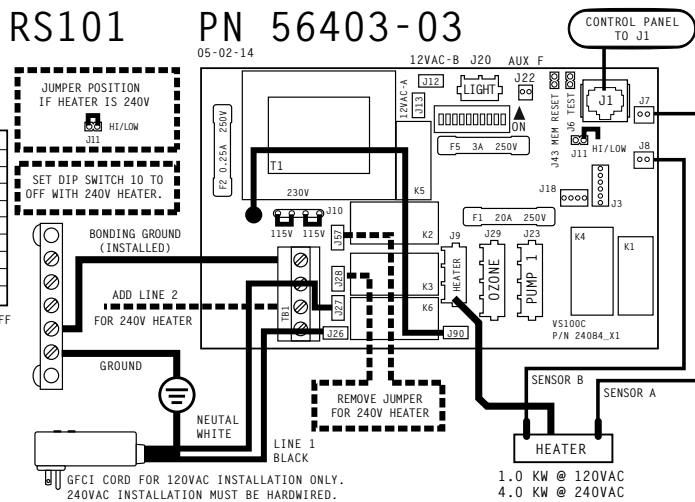 RS101 PN 56403-03
05-02-14
CONTROL PANEL
TO J1
JUMPER POSITION
IF HEATER IS 240V
J11
HI/LOW
SET DIP SWITCH 10 TO
OFF WITH 240V HEATER.
12VAC-B J20 AUX F
J12
LIGHT
J22
12VAC-A
J13
ON
J43 MEM RESET
J6 TEST
J1
J7
F2 0.25A 250V
T1
230V
K5
F5 3A 250V
J11
HI/LOW
J8
J18
J3
F1 20A 250V
J10
115V 115V
J57
K2
J9
J29
J23
HEATER
OZONE
PUMP 1
K4
K1
J28
K3
J27
K6
TB1
J26
J90
VS100C
P/N 24084_X1
BONDING GROUND
(INSTALLED)
ADD LINE 2
FOR 240V HEATER
FF
GROUND
NEUTAL
WHITE
LINE 1
BLACK
REMOVE JUMPER
FOR 240V HEATER
SENSOR B
SENSOR A
HEATER
1.0 KW @ 120VAC
4.0 KW @ 240VAC
GFCI CORD FOR 120VAC INSTALLATION ONLY.
240VAC INSTALLATION MUST BE HARDWIRED.